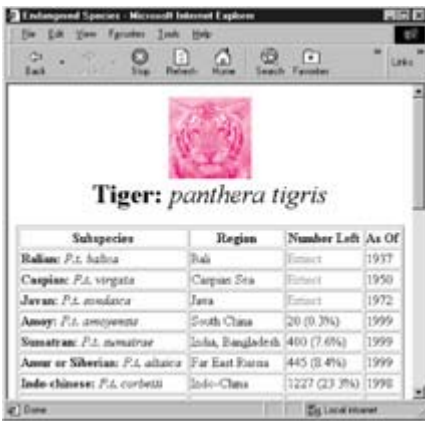 Endangered Species - Microsoft Internet Explorer
File Edit View Favorites Tools Help
Back Stop Refresh Home Search Favorites Links
Tiger: panthera tigris
Subspecies Region Number Left As Of
Balian: P.t. balica Bali Extinct 1937
Caspian: P.t. virgata Caspian Sea Extinct 1950
Javan: P.t. sondaica Java Extinct 1972
Amoy: P.t. amoyensis South China 20 (0.3%) 1999
Sumatran: P.t. sumatrae India, Bangladesh 400 (7.6%) 1999
Amur or Siberian: P.t. altaica Far East Russia 445 (8.4%) 1999
Indo-chinese: P.t. corbetti Indo-China 1227 (23.3%) 1998
Done Local intranet